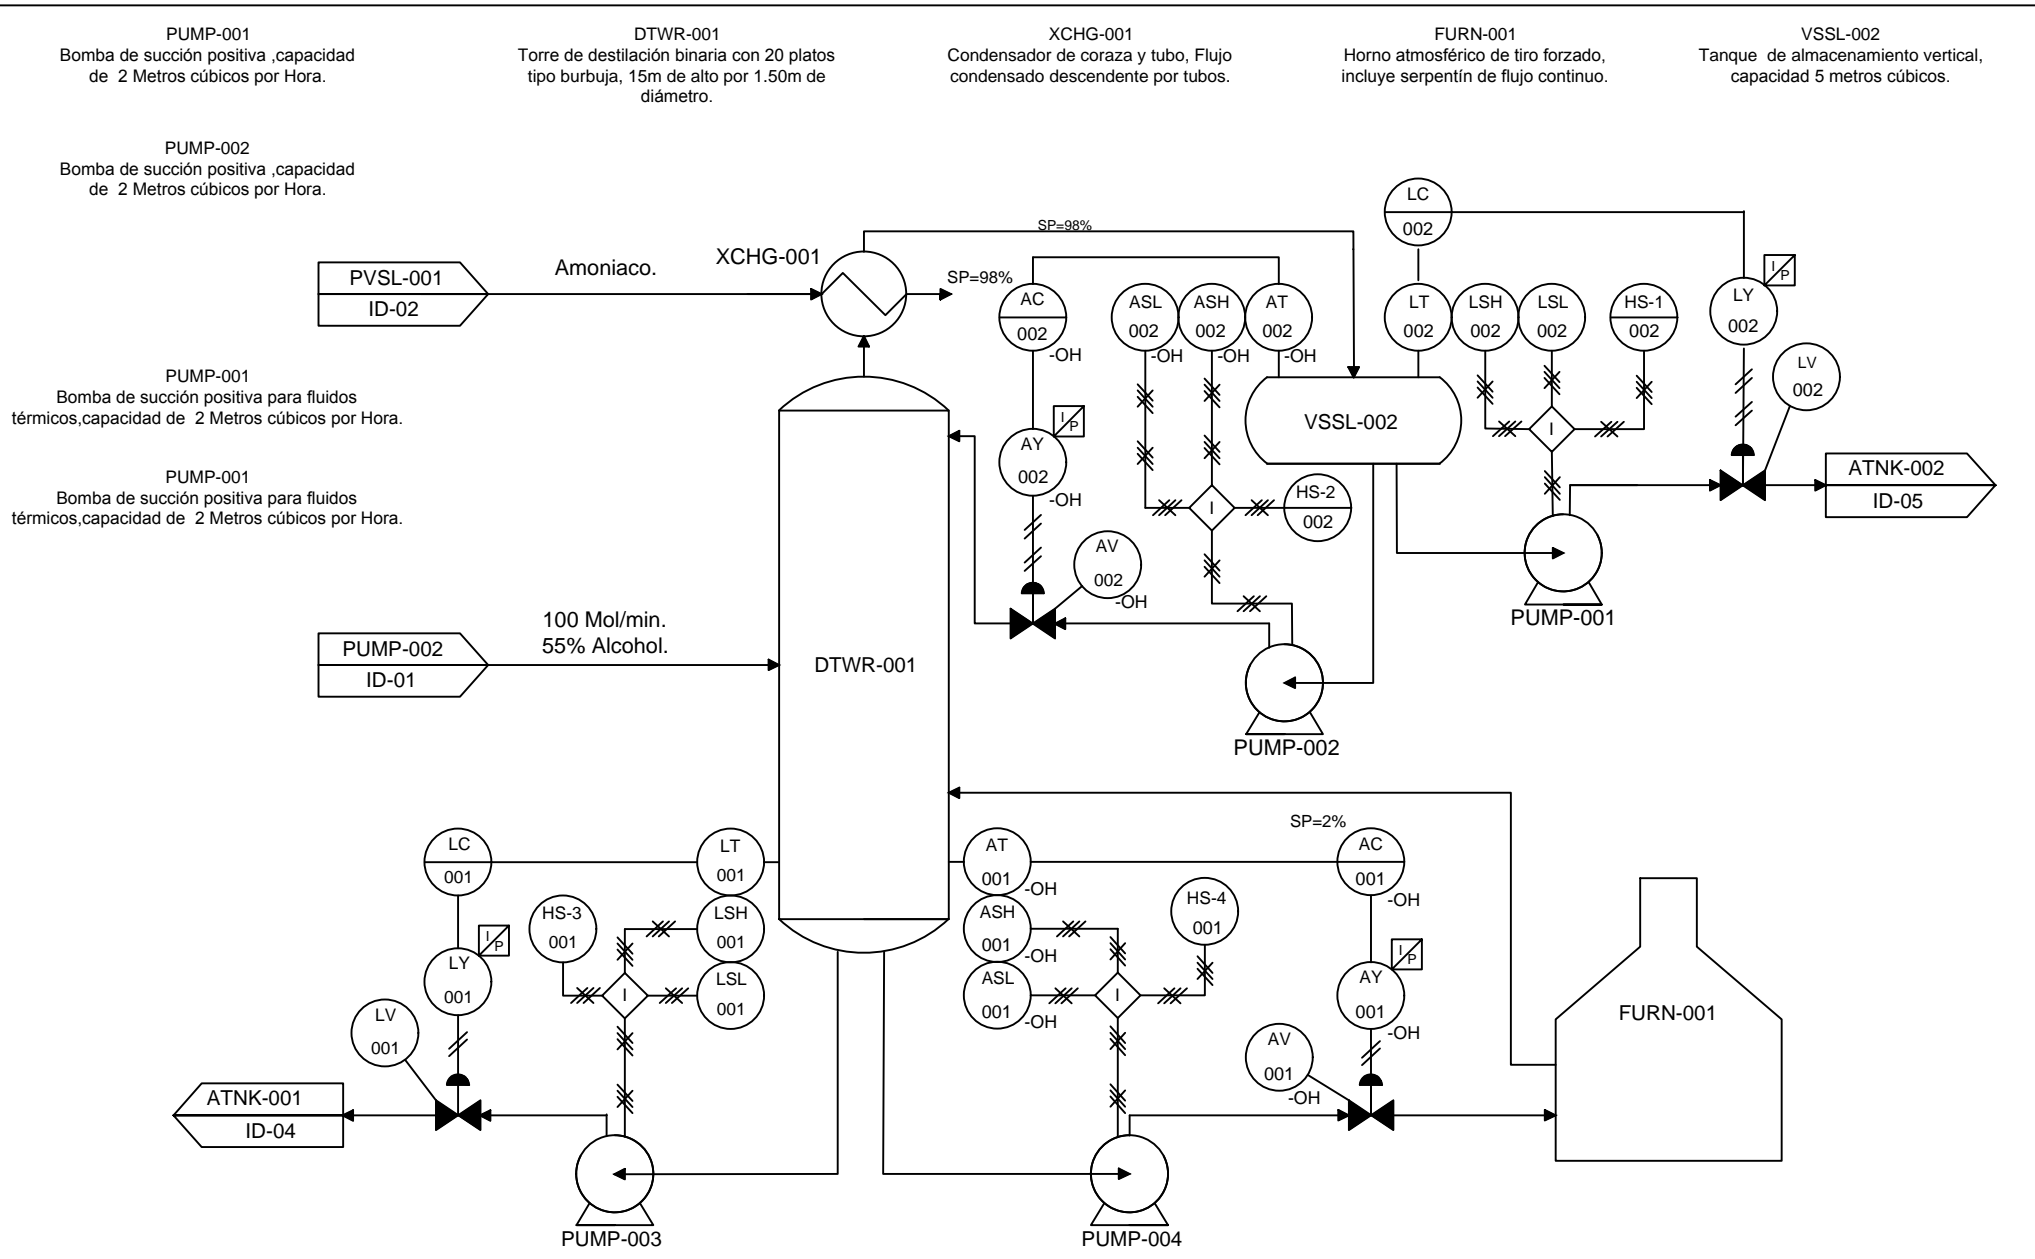 PUMP-001
Bomba de succión positiva ,capacidad
de 2 Metros cúbicos por Hora.
DTWR-001
Torre de destilación binaria con 20 platos
tipo burbuja, 15m de alto por 1.50m de
diámetro.
XCHG-001
Condensador de coraza y tubo, Flujo
condensado descendente por tubos.
FURN-001
Horno atmosférico de tiro forzado,
incluye serpentín de flujo continuo.
VSSL-002
Tanque de almacenamiento vertical,
capacidad 5 metros cúbicos.
PUMP-002
Bomba de succión positiva ,capacidad
de 2 Metros cúbicos por Hora.
PUMP-001
Bomba de succión positiva para fluidos
térmicos,capacidad de 2 Metros cúbicos por Hora.
PUMP-001
Bomba de succión positiva para fluidos
térmicos,capacidad de 2 Metros cúbicos por Hora.
PVSL-001
ID-02
Amoniaco.
XCHG-001
SP=98%
SP=98%
AC
002
-OH
ASL
002
-OH
ASH
002
-OH
AT
002
-OH
LC
002
LT
002
LSH
002
LSL
002
HS-1
002
LY
002
I
P
LV
002
VSSL-002
I
AY
002
-OH
I
P
I
HS-2
002
AV
002
-OH
ATNK-002
ID-05
PUMP-001
PUMP-002
ID-01
100 Mol/min.
55% Alcohol.
DTWR-001
PUMP-002
LC
001
LT
001
LSH
001
LSL
001
HS-3
001
I
LY
001
I
P
LV
001
ATNK-001
ID-04
PUMP-003
AT
001
-OH
ASH
001
-OH
ASL
001
-OH
HS-4
001
I
SP=2%
AC
001
-OH
AY
001
-OH
I
P
AV
001
-OH
PUMP-004
FURN-001